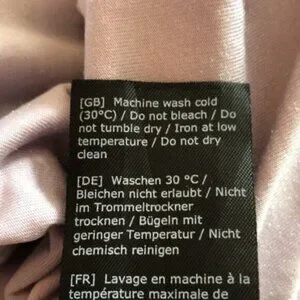 [GB] Machine wash cold
(30°C) / Do not bleach / Do
not tumble dry / Iron at low
temperature / Do not dry
clean
[DE] Waschen 30 °C /
Bleichen nicht erlaubt / Nicht
im Trommeltrockner
trocknen / Bügeln mit
geringer Temperatur / Nicht
chemisch reinigen
[FR] Lavage en machine à la
température maximale de